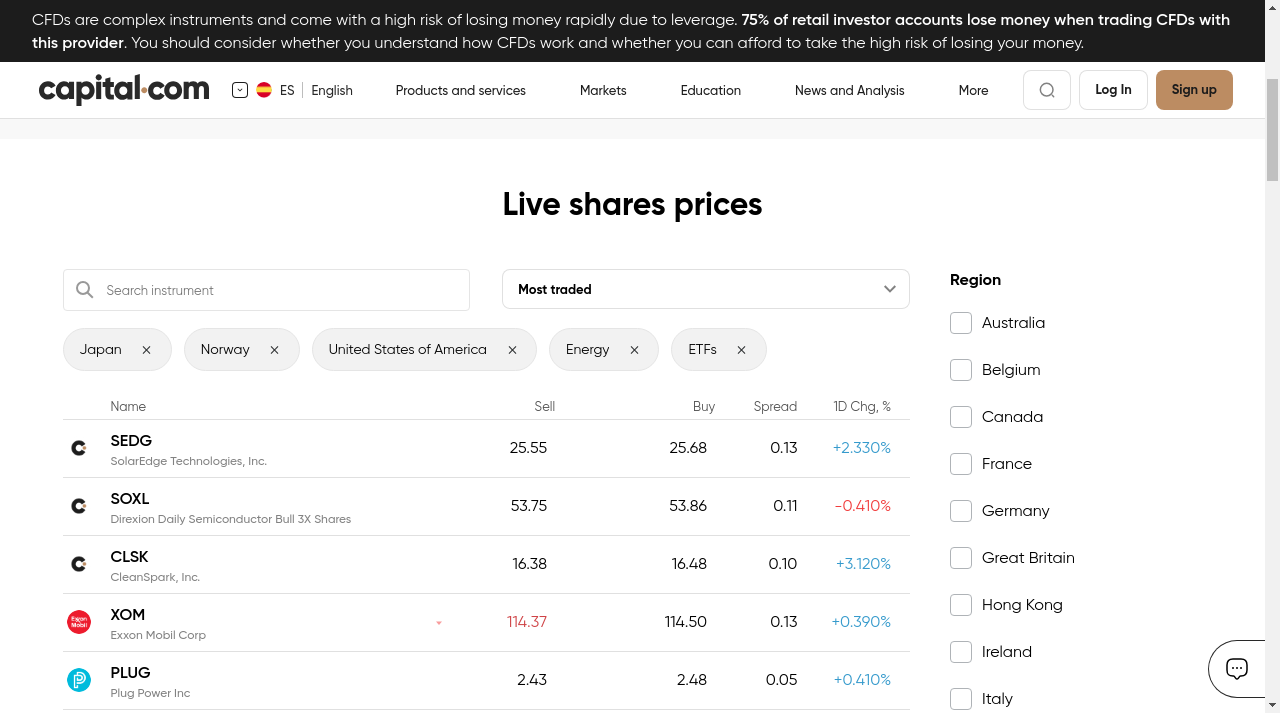 CFDs are complex instruments and come with a high risk of losing money rapidly due to leverage. 75% of retail investor accounts lose money when trading CFDs with
this provider. You should consider whether you understand how CFDs work and whether you can afford to take the high risk of losing your money.
capital.com
ES English Products and services Markets Education News and Analysis More Log In Sign up
Live shares prices
Search instrument
Most traded
Japan Norway United States of America Energy ETFs
Name Sell Buy Spread 1D Chg, %
SEDG 25.55 25.68 0.13 +2.330%
SolarEdge Technologies, Inc.
SOXL 53.75 53.86 0.11 -0.410%
Direxion Daily Semiconductor Bull 3X Shares
CLSK 16.38 16.48 0.10 +3.120%
CleanSpark, Inc.
Exxon Mobil XOM 114.37 114.50 0.13 +0.390%
Exxon Mobil Corp
PLUG 2.43 2.48 0.05 +0.410%
Plug Power Inc
Region
Australia
Belgium
Canada
France
Germany
Great Britain
Hong Kong
Ireland
Italy